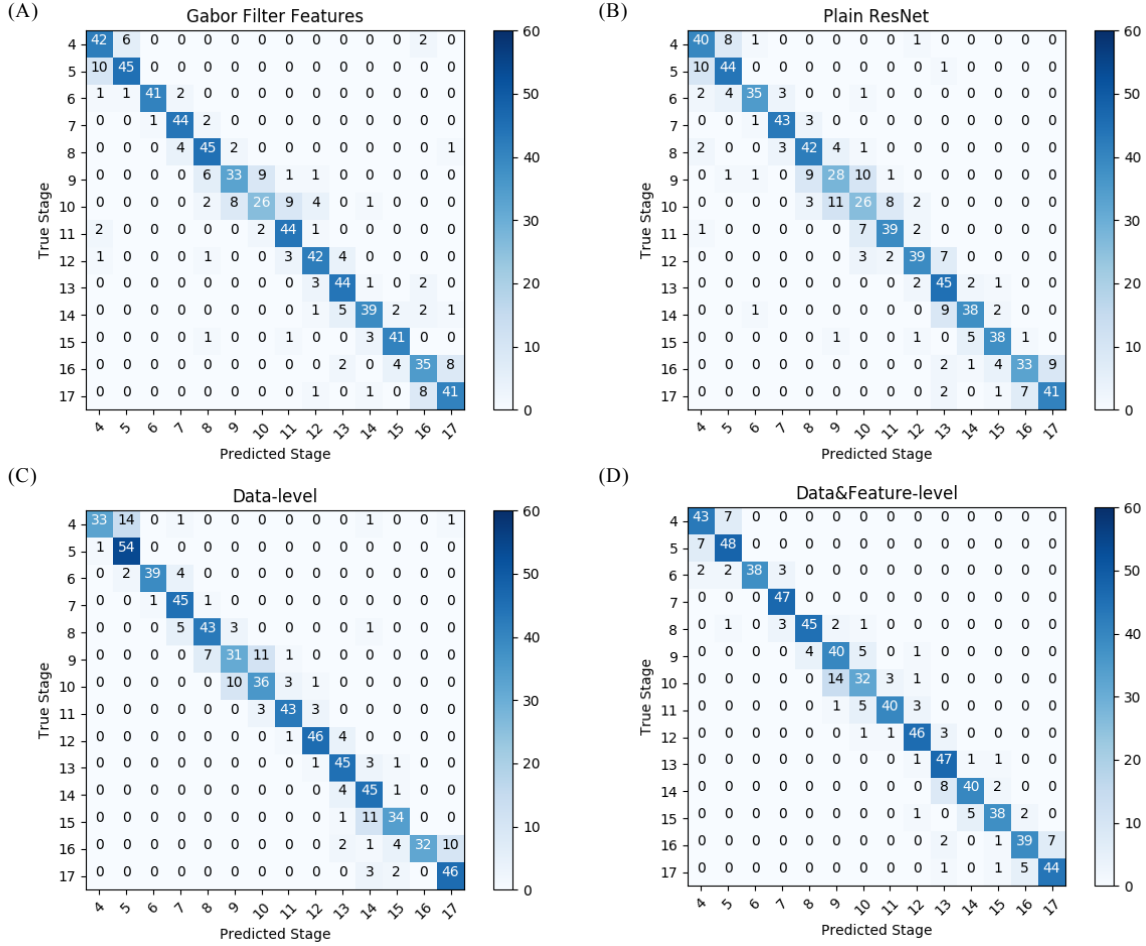 (A)
Gabor Filter Features
True Stage
4 42 6 0 0 0 0 0 0 0 0 0 0 2 0
5 10 45 0 0 0 0 0 0 0 0 0 0 0 0
6 1 1 41 2 0 0 0 0 0 0 0 0 0 0
7 0 0 1 44 2 0 0 0 0 0 0 0 0 0
8 0 0 0 4 45 2 0 0 0 0 0 0 0 1
9 0 0 0 0 6 33 9 1 1 0 0 0 0 0
10 0 0 0 0 2 8 26 9 4 0 1 0 0 0
11 2 0 0 0 0 0 2 44 1 0 0 0 0 0
12 1 0 0 0 1 0 0 3 42 4 0 0 0 0
13 0 0 0 0 0 0 0 0 3 44 1 0 2 0
14 0 0 0 0 0 0 0 0 1 5 39 2 2 1
15 0 0 0 0 1 0 0 1 0 0 3 41 0 0
16 0 0 0 0 0 0 0 0 0 2 0 4 35 8
17 0 0 0 0 0 0 0 0 1 0 1 0 8 41
4 5 6 7 8 9 10 11 12 13 14 15 16 17
Predicted Stage
60
50
40
30
20
10
0
(B)
Plain ResNet
True Stage
4 40 8 1 0 0 0 0 0 1 0 0 0 0 0
5 10 44 0 0 0 0 0 0 0 1 0 0 0 0
6 2 4 35 3 0 0 1 0 0 0 0 0 0 0
7 0 0 1 43 3 0 0 0 0 0 0 0 0 0
8 2 0 0 3 42 4 1 0 0 0 0 0 0 0
9 0 1 1 0 9 28 10 1 0 0 0 0 0 0
10 0 0 0 0 3 11 26 8 2 0 0 0 0 0
11 1 0 0 0 0 0 7 39 2 0 0 0 0 0
12 0 0 0 0 0 0 3 2 39 7 0 0 0 0
13 0 0 0 0 0 0 0 0 2 45 2 1 0 0
14 0 0 1 0 0 0 0 0 0 9 38 2 0 0
15 0 0 0 0 0 1 0 0 1 0 5 38 1 0
16 0 0 0 0 0 0 0 0 0 2 1 4 33 9
17 0 0 0 0 0 0 0 0 0 2 0 1 7 41
4 5 6 7 8 9 10 11 12 13 14 15 16 17
Predicted Stage
60
50
40
30
20
10
0
(C)
Data-level
True Stage
4 33 14 0 1 0 0 0 0 0 0 1 0 0 1
5 1 54 0 0 0 0 0 0 0 0 0 0 0 0
6 0 2 39 4 0 0 0 0 0 0 0 0 0 0
7 0 0 1 45 1 0 0 0 0 0 0 0 0 0
8 0 0 0 5 43 3 0 0 0 0 1 0 0 0
9 0 0 0 0 7 31 11 1 0 0 0 0 0 0
10 0 0 0 0 0 10 36 3 1 0 0 0 0 0
11 0 0 0 0 0 0 3 43 3 0 0 0 0 0
12 0 0 0 0 0 0 0 1 46 4 0 0 0 0
13 0 0 0 0 0 0 0 0 1 45 3 1 0 0
14 0 0 0 0 0 0 0 0 0 4 45 1 0 0
15 0 0 0 0 0 0 0 0 0 1 11 34 0 0
16 0 0 0 0 0 0 0 0 0 2 1 4 32 10
17 0 0 0 0 0 0 0 0 0 0 3 2 0 46
4 5 6 7 8 9 10 11 12 13 14 15 16 17
Predicted Stage
60
50
40
30
20
10
0
(D)
Data&Feature-level
True Stage
4 43 7 0 0 0 0 0 0 0 0 0 0 0 0
5 7 48 0 0 0 0 0 0 0 0 0 0 0 0
6 2 2 38 3 0 0 0 0 0 0 0 0 0 0
7 0 0 0 47 0 0 0 0 0 0 0 0 0 0
8 0 1 0 3 45 2 1 0 0 0 0 0 0 0
9 0 0 0 0 4 40 5 0 1 0 0 0 0 0
10 0 0 0 0 0 14 32 3 1 0 0 0 0 0
11 0 0 0 0 0 1 5 40 3 0 0 0 0 0
12 0 0 0 0 0 0 1 1 46 3 0 0 0 0
13 0 0 0 0 0 0 0 0 1 47 1 1 0 0
14 0 0 0 0 0 0 0 0 0 8 40 2 0 0
15 0 0 0 0 0 0 0 0 1 0 5 38 2 0
16 0 0 0 0 0 0 0 0 0 2 0 1 39 7
17 0 0 0 0 0 0 0 0 0 1 0 1 5 44
4 5 6 7 8 9 10 11 12 13 14 15 16 17
Predicted Stage
60
50
40
30
20
10
0